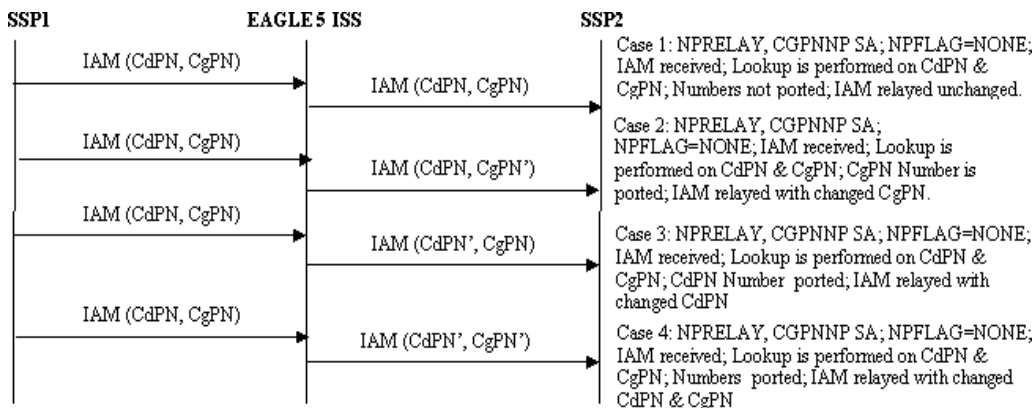 SSP1 EAGLE 5 ISS SSP2
IAM (CdPN, CgPN)
IAM (CdPN, CgPN)
Case 1: NPRELAY, CGPNNP SA; NPFLAG=NONE;
IAM received; Lookup is performed on CdPN &
CgPN; Numbers not ported; IAM relayed unchanged.
IAM (CdPN, CgPN)
IAM (CdPN, CgPN’)
Case 2: NPRELAY, CGPNNP SA;
NPFLAG=NONE; IAM received; Lookup is
performed on CdPN & CgPN; CgPN Number is
ported; IAM relayed with changed CgPN.
IAM (CdPN, CgPN)
IAM (CdPN’, CgPN)
Case 3: NPRELAY, CGPNNP SA; NPFLAG=NONE;
IAM received; Lookup is performed on CdPN &
CgPN; CdPN Number ported; IAM relayed with
changed CdPN
IAM (CdPN, CgPN)
IAM (CdPN’, CgPN’)
Case 4: NPRELAY, CGPNNP SA; NPFLAG=NONE;
IAM received; Lookup is performed on CdPN &
CgPN; Numbers ported; IAM relayed with changed
CdPN & CgPN